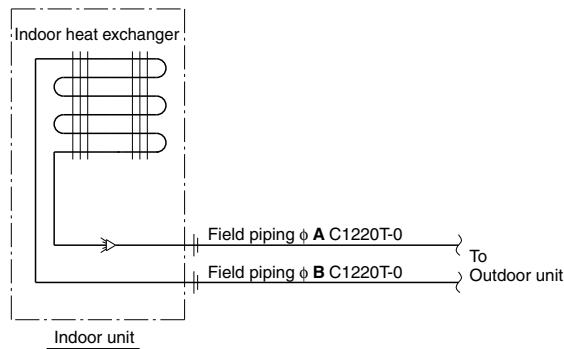 Indoor heat exchanger
Field piping ϕ A C1220T-0
Field piping ϕ B C1220T-0
To
Outdoor unit
Indoor unit